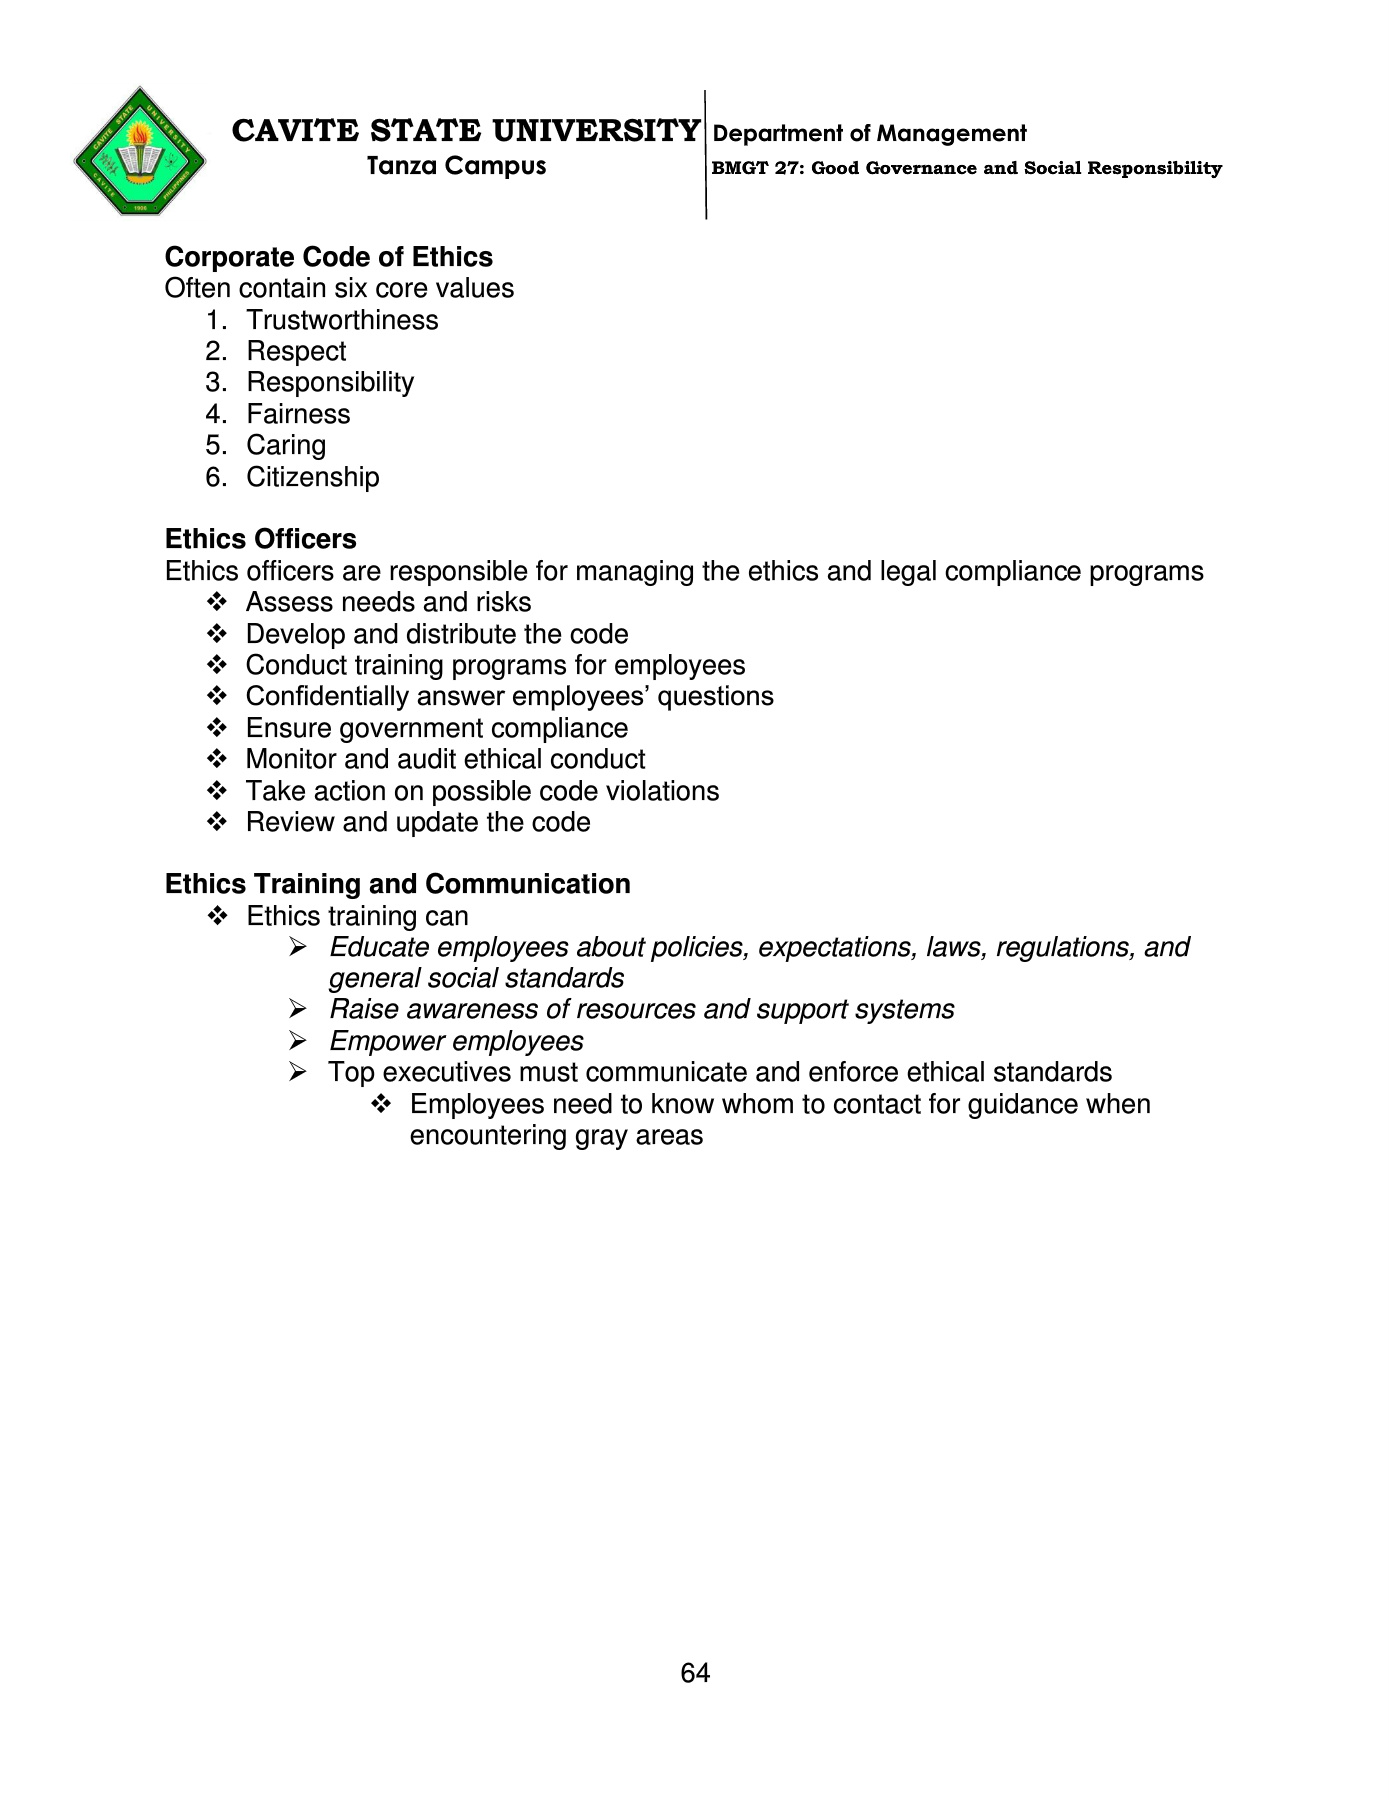 CAVITE STATE UNIVERSITY
Tanza Campus
Department of Management
BMGT 27: Good Governance and Social Responsibility
CAVITE STATE UNIVERSITY
CAVITE
PHILIPPINES
1906
Corporate Code of Ethics
Often contain six core values
1. Trustworthiness
2. Respect
3. Responsibility
4. Fairness
5. Caring
6. Citizenship
Ethics Officers
Ethics officers are responsible for managing the ethics and legal compliance programs
❖ Assess needs and risks
❖ Develop and distribute the code
❖ Conduct training programs for employees
❖ Confidentially answer employees’ questions
❖ Ensure government compliance
❖ Monitor and audit ethical conduct
❖ Take action on possible code violations
❖ Review and update the code
Ethics Training and Communication
❖ Ethics training can
➢ Educate employees about policies, expectations, laws, regulations, and
general social standards
➢ Raise awareness of resources and support systems
➢ Empower employees
➢ Top executives must communicate and enforce ethical standards
❖ Employees need to know whom to contact for guidance when
encountering gray areas
64